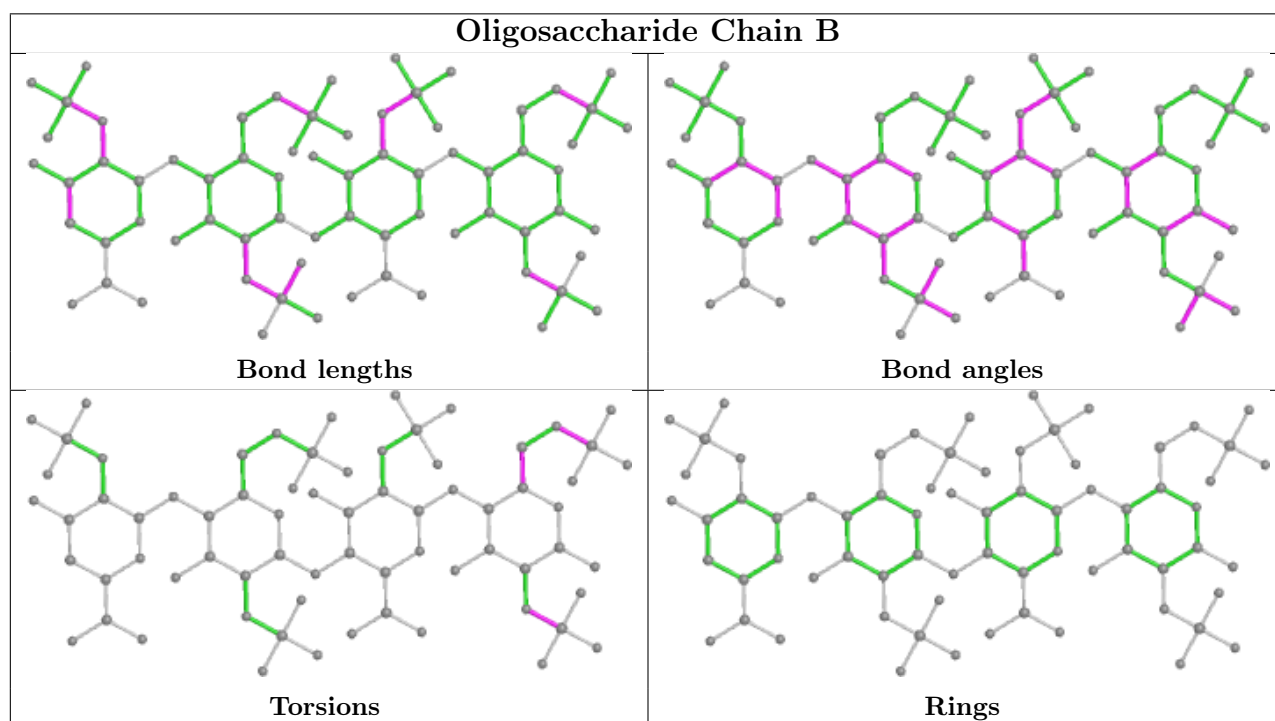 Oligosaccharide Chain B
Bond lengths
Bond angles
Torsions
Rings